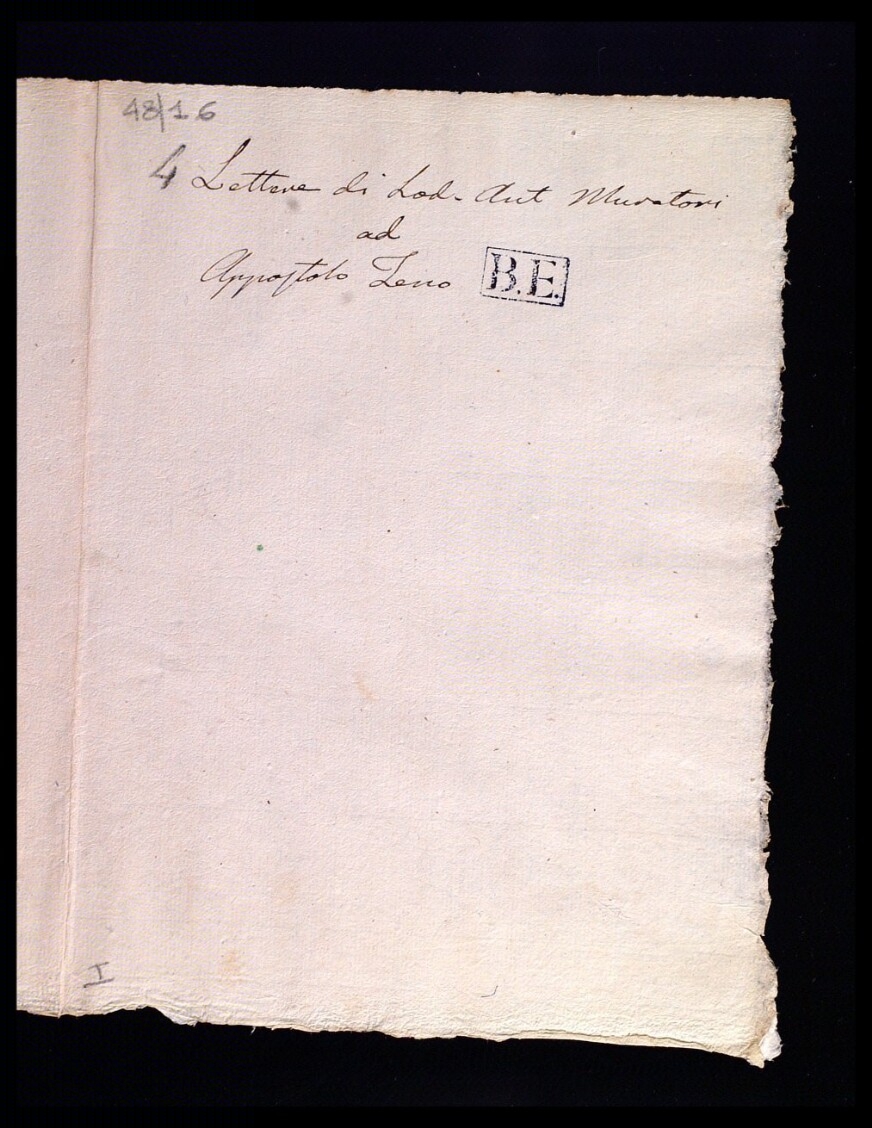 48/16
4 Lettere di Lod. Ant Muratori
ad
Appostolo Zeno B.E.
I